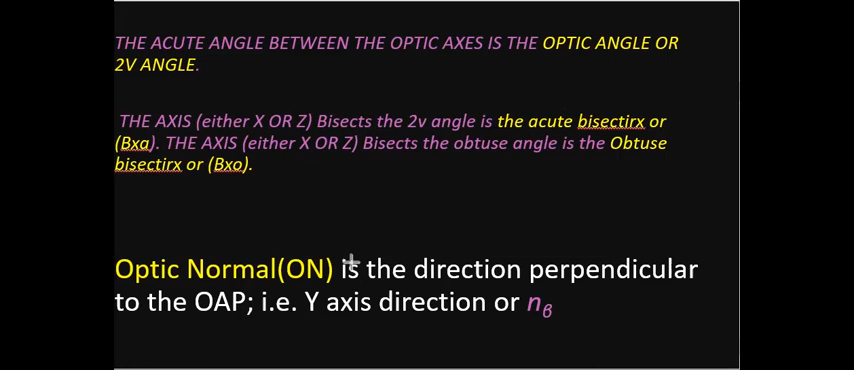 THE ACUTE ANGLE BETWEEN THE OPTIC AXES IS THE OPTIC ANGLE OR
2V ANGLE.
THE AXIS (either X OR Z) Bisects the 2v angle is the acute bisectirx or
(Bxa). THE AXIS (either X OR Z) Bisects the obtuse angle is the Obtuse
bisectirx or (Bxo).
Optic Normal(ON) is the direction perpendicular
to the OAP; i.e. Y axis direction or nβ